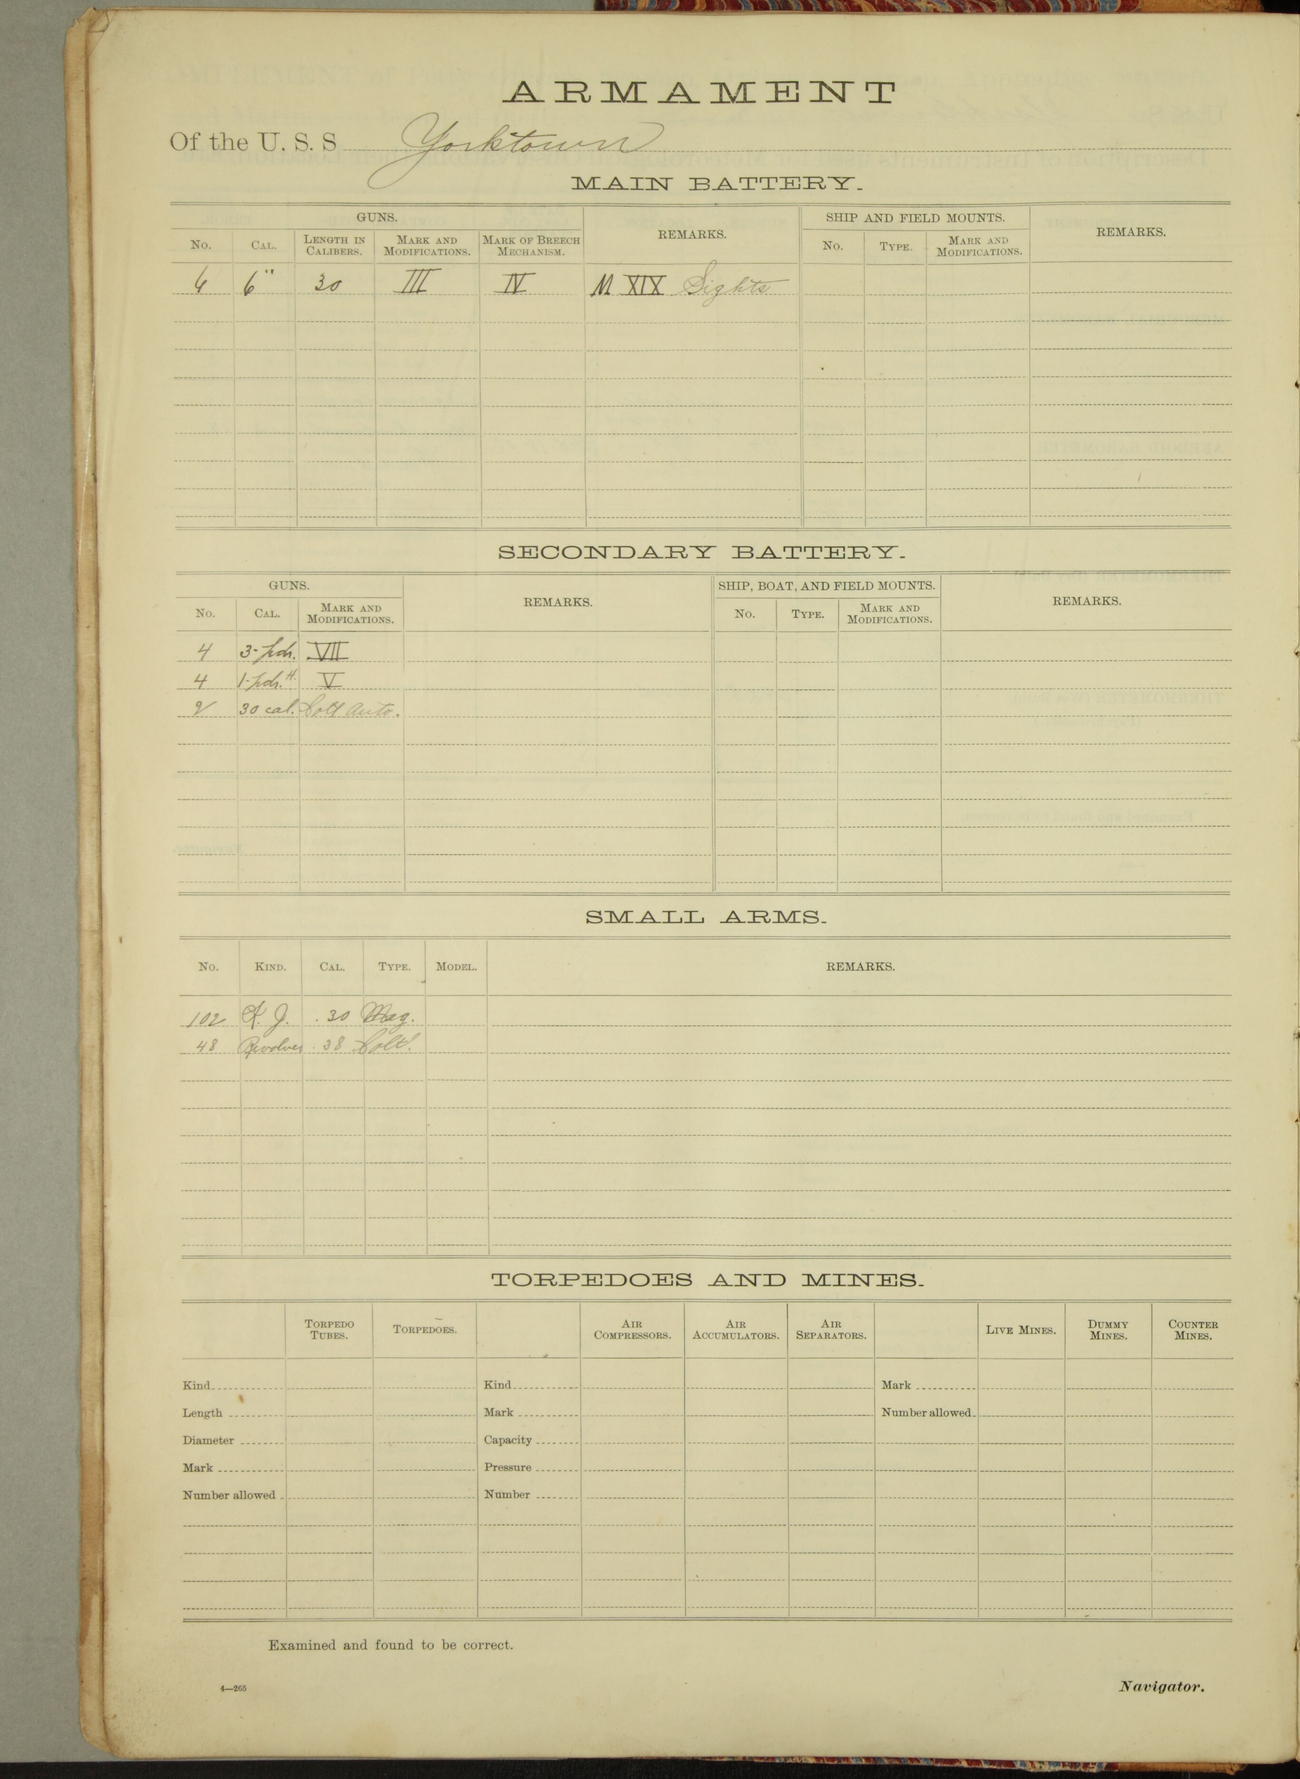 ARMAMENT
Of the U. S. S Yorktown
MAIN BATTERY.
GUNS. REMARKS. SHIP AND FIELD MOUNTS. REMARKS.
No. CAL. LENGTH IN CALIBERS. MARK AND MODIFICATIONS. MARK OF BREECH MECHANISM. No. TYPE. MARK AND MODIFICATIONS.
6 6" 30 III IV M XIX Sights
SECONDARY BATTERY.
GUNS. REMARKS. SHIP, BOAT, AND FIELD MOUNTS. REMARKS.
No. CAL. MARK AND MODIFICATIONS. No. TYPE. MARK AND MODIFICATIONS.
4 3-pdr. VII
4 1-pdr. H. V
2 30 cal. Colt Auto.
SMALL ARMS.
No. KIND. CAL. TYPE. MODEL. REMARKS.
102 K. J. .30 Mag.
48 Revolver .38 Colt.
TORPEDOES AND MINES.
TORPEDO TUBES. TORPEDOES. AIR COMPRESSORS. AIR ACCUMULATORS. AIR SEPARATORS. LIVE MINES. DUMMY MINES. COUNTER MINES.
Kind Kind Mark
Length Mark Number allowed
Diameter Capacity
Mark Pressure
Number allowed Number
Examined and found to be correct.
4—265 Navigator.